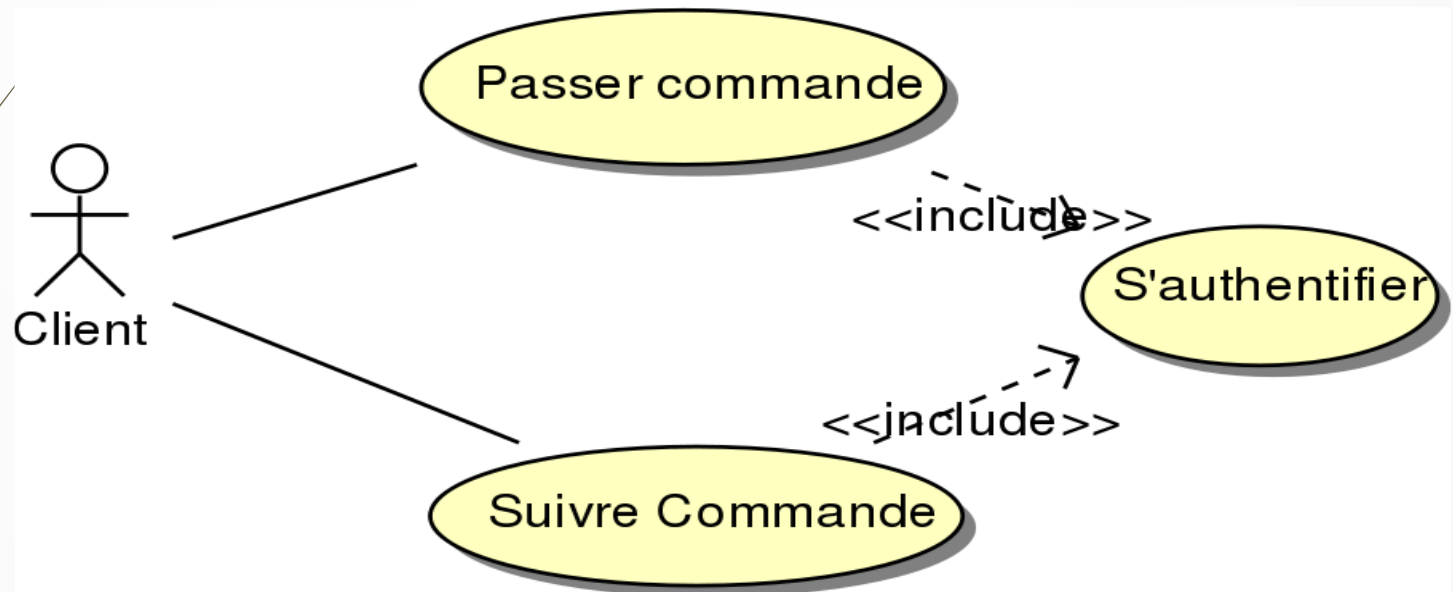 Passer commande
<<include>>
S'authentifier
Client
<<include>>
Suivre Commande